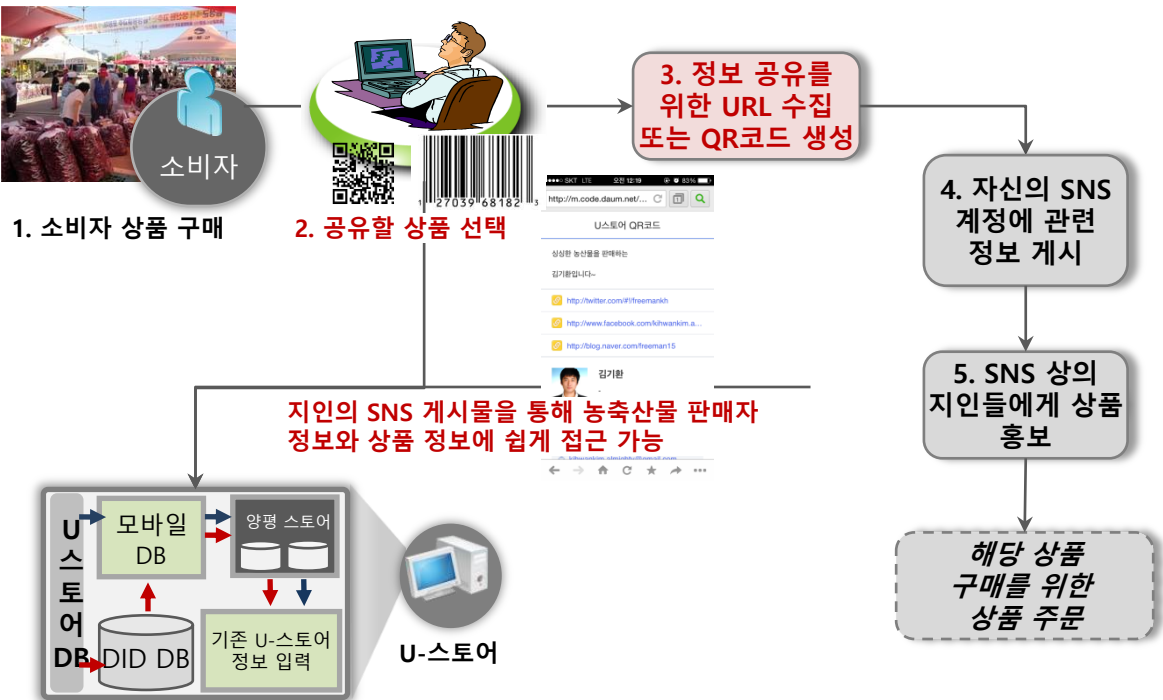 소비자
1. 소비자 상품 구매
1 27039 68182 3
2. 공유할 상품 선택
3. 정보 공유를
위한 URL 수집
또는 QR코드 생성
4. 자신의 SNS
계정에 관련
정보 게시
5. SNS 상의
지인들에게 상품
홍보
해당 상품
구매를 위한
상품 주문
SKT LTE 오전 12:19 83%
http://m.code.daum.net/...
U스토어 QR코드
싱싱한 농산물을 판매하는
김기환입니다~
http://twitter.com/#!/freemankh
http://www.facebook.com/kihwankim.a...
http://blog.naver.com/freeman15
김기환
지인의 SNS 게시물을 통해 농축산물 판매자
정보와 상품 정보에 쉽게 접근 가능
kihwankim.almighty@gmail.com
U
스
토
어
DB
모바일
DB
양평 스토어
DID DB
기존 U-스토어
정보 입력
U-스토어